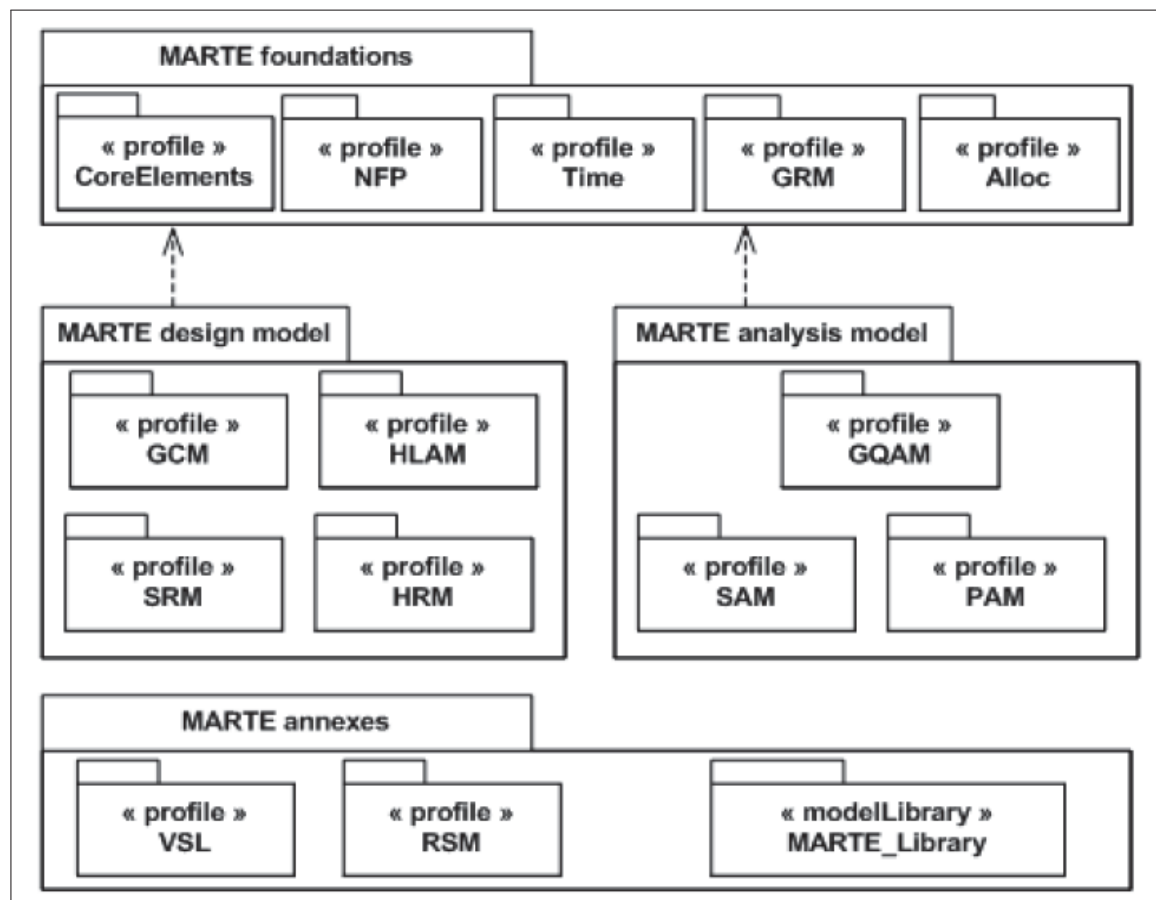 MARTE foundations
« profile »
CoreElements
« profile »
NFP
« profile »
Time
« profile »
GRM
« profile »
Alloc
MARTE design model
« profile »
GCM
« profile »
HLAM
« profile »
SRM
« profile »
HRM
MARTE analysis model
« profile »
GQAM
« profile »
SAM
« profile »
PAM
MARTE annexes
« profile »
VSL
« profile »
RSM
« modelLibrary »
MARTE_Library